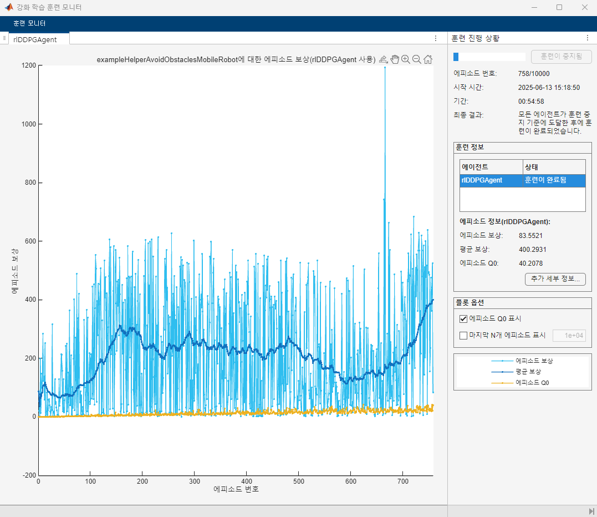 강화 학습 훈련 모니터
훈련 모니터
rlDDPGAgent
훈련 진행 상황
exampleHelperAvoidObstaclesMobileRobot에 대한 에피소드 보상(rlDDPGAgent 사용)
1200
1000
800
600
400
200
0
-200
에피소드 보상
0
100
200
300
400
500
600
700
에피소드 번호
훈련이 중지됨
에피소드 번호: 758/10000
시작 시간: 2025-06-13 15:18:50
기간: 00:54:58
최종 결과: 모든 에이전트가 훈련 중
지 기준에 도달한 후에 훈
련이 완료되었습니다.
훈련 정보
에이전트 상태
rlDDPGAgent 훈련이 완료됨
에피소드 정보(rlDDPGAgent):
에피소드 보상: 83.5521
평균 보상: 400.2931
에피소드 Q0: 40.2078
추가 세부 정보...
플롯 옵션
에피소드 Q0 표시
마지막 N개 에피소드 표시 1e+04
에피소드 보상
평균 보상
에피소드 Q0